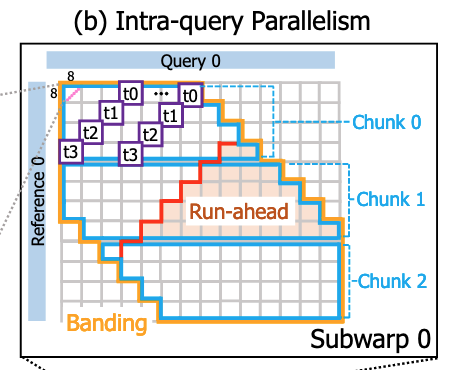 (b) Intra-query Parallelism
Query 0
8
8
t0 ... t0
t1 t1
t2 t2
t3 t3
Reference 0
Chunk 0
Chunk 1
Run-ahead
Chunk 2
Banding
Subwarp 0